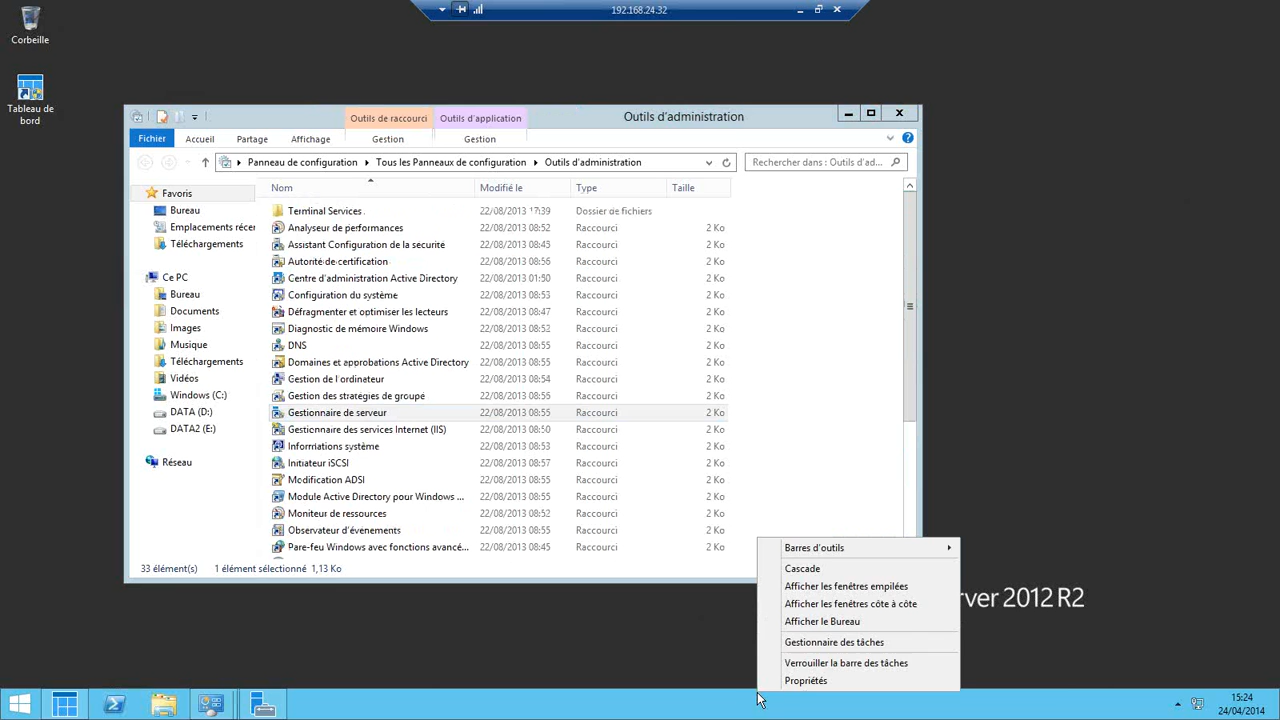 192.168.24.32
Corbeille
Tableau de
bord
Outils de raccourci
Outils d'application
Outils d'administration
Fichier
Accueil
Partage
Affichage
Gestion
Gestion
Panneau de configuration
Tous les Panneaux de configuration
Outils d'administration
Rechercher dans : Outils d'ad...
Nom
Modifié le
Type
Taille
Favoris
Bureau
Emplacements récer
Téléchargements
Ce PC
Bureau
Documents
Images
Musique
Téléchargements
Vidéos
Windows (C:)
DATA (D:)
DATA2 (E:)
Réseau
Terminal Services 22/08/2013 17:39 Dossier de fichiers
Analyseur de performances 22/08/2013 08:52 Raccourci 2 Ko
Assistant Configuration de la sécurité 22/08/2013 08:45 Raccourci 2 Ko
Autorité de certification 22/08/2013 08:56 Raccourci 2 Ko
Centre d'administration Active Directory 22/08/2013 01:50 Raccourci 2 Ko
Configuration du système 22/08/2013 08:53 Raccourci 2 Ko
Défragmenter et optimiser les lecteurs 22/08/2013 08:47 Raccourci 2 Ko
Diagnostic de mémoire Windows 22/08/2013 08:52 Raccourci 2 Ko
DNS 22/08/2013 08:55 Raccourci 2 Ko
Domaines et approbations Active Directory 22/08/2013 08:55 Raccourci 2 Ko
Gestion de l'ordinateur 22/08/2013 08:54 Raccourci 2 Ko
Gestion des stratégies de groupe 22/08/2013 08:55 Raccourci 2 Ko
Gestionnaire de serveur 22/08/2013 08:55 Raccourci 2 Ko
Gestionnaire des services Internet (IIS) 22/08/2013 08:50 Raccourci 2 Ko
Informations système 22/08/2013 08:53 Raccourci 2 Ko
Initiateur iSCSI 22/08/2013 08:57 Raccourci 2 Ko
Modification ADSI 22/08/2013 08:55 Raccourci 2 Ko
Module Active Directory pour Windows ... 22/08/2013 08:55 Raccourci 2 Ko
Moniteur de ressources 22/08/2013 08:52 Raccourci 2 Ko
Observateur d'événements 22/08/2013 08:55 Raccourci 2 Ko
Pare-feu Windows avec fonctions avancé... 22/08/2013 08:45 Raccourci 2 Ko
33 élément(s)
1 élément sélectionné 1,13 Ko
Barres d'outils
Cascade
Afficher les fenêtres empilées
Afficher les fenêtres côte à côte
Afficher le Bureau
Gestionnaire des tâches
Verrouiller la barre des tâches
Propriétés
rver 2012 R2
15:24
24/04/2014